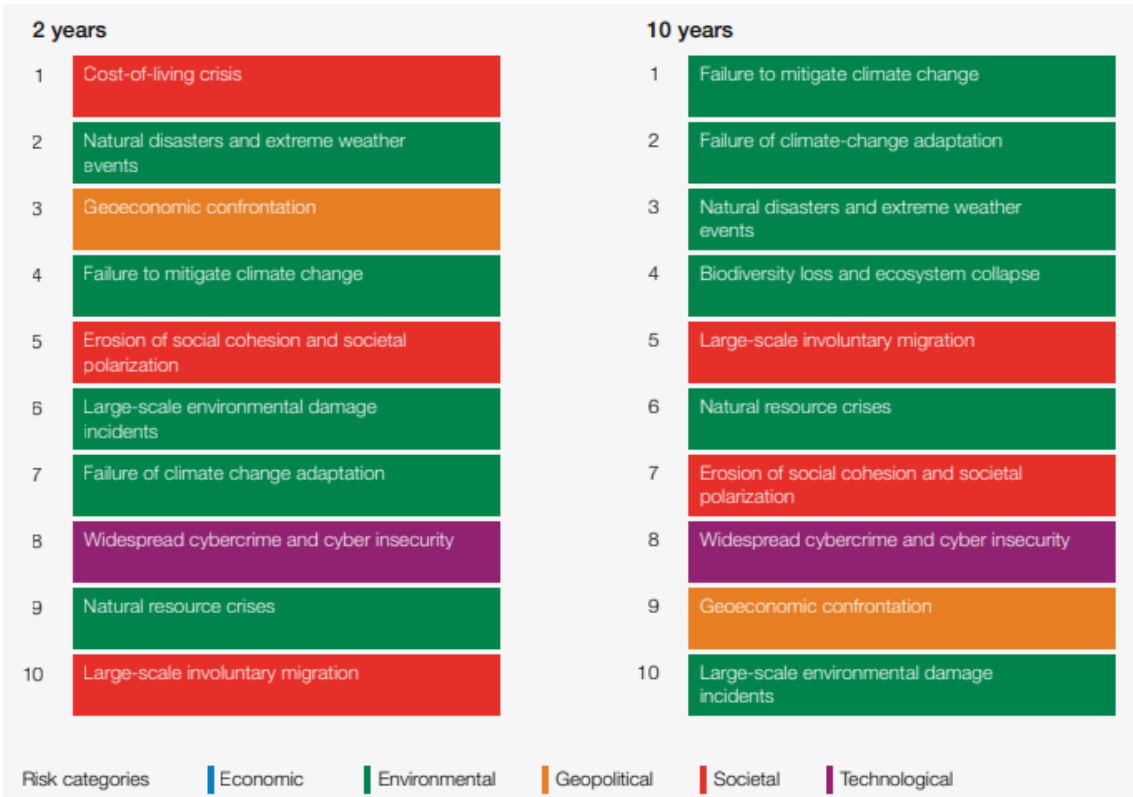 2 years
1
Cost-of-living crisis
2
Natural disasters and extreme weather
events
3
Geoeconomic confrontation
4
Failure to mitigate climate change
5
Erosion of social cohesion and societal
polarization
6
Large-scale environmental damage
incidents
7
Failure of climate change adaptation
8
Widespread cybercrime and cyber insecurity
9
Natural resource crises
10
Large-scale involuntary migration
10 years
1
Failure to mitigate climate change
2
Failure of climate-change adaptation
3
Natural disasters and extreme weather
events
4
Biodiversity loss and ecosystem collapse
5
Large-scale involuntary migration
6
Natural resource crises
7
Erosion of social cohesion and societal
polarization
8
Widespread cybercrime and cyber insecurity
9
Geoeconomic confrontation
10
Large-scale environmental damage
incidents
Risk categories
Economic
Environmental
Geopolitical
Societal
Technological